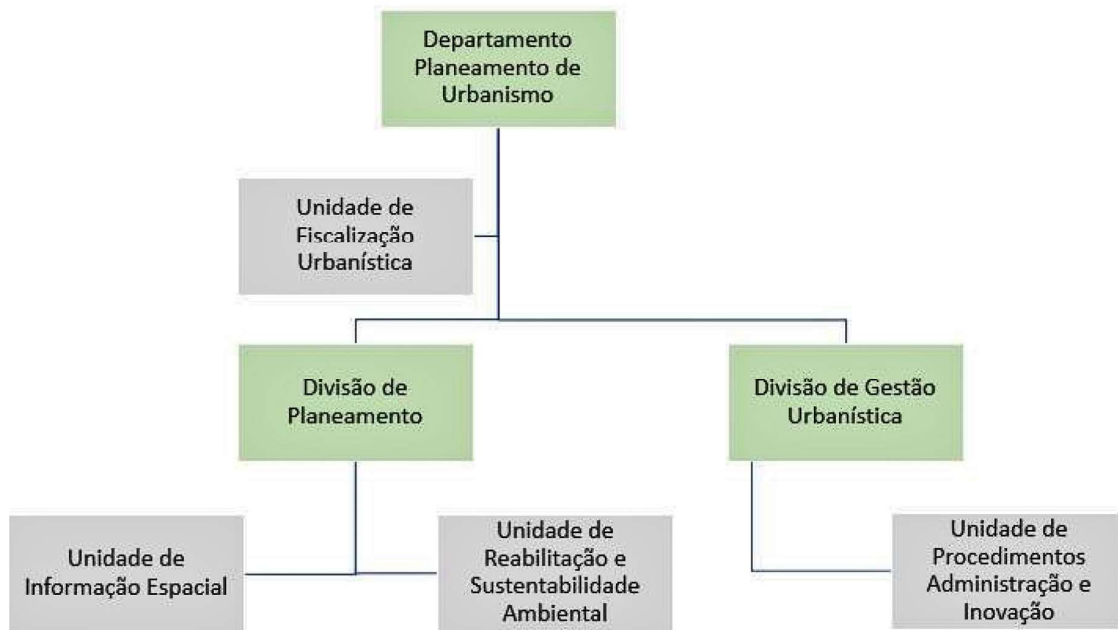 Departamento
Planeamento de
Urbanismo
Unidade de
Fiscalização
Urbanística
Divisão de
Planeamento
Divisão de Gestão
Urbanística
Unidade de
Informação Espacial
Unidade de
Reabilitação e
Sustentabilidade
Ambiental
Unidade de
Procedimentos
Administração e
Inovação